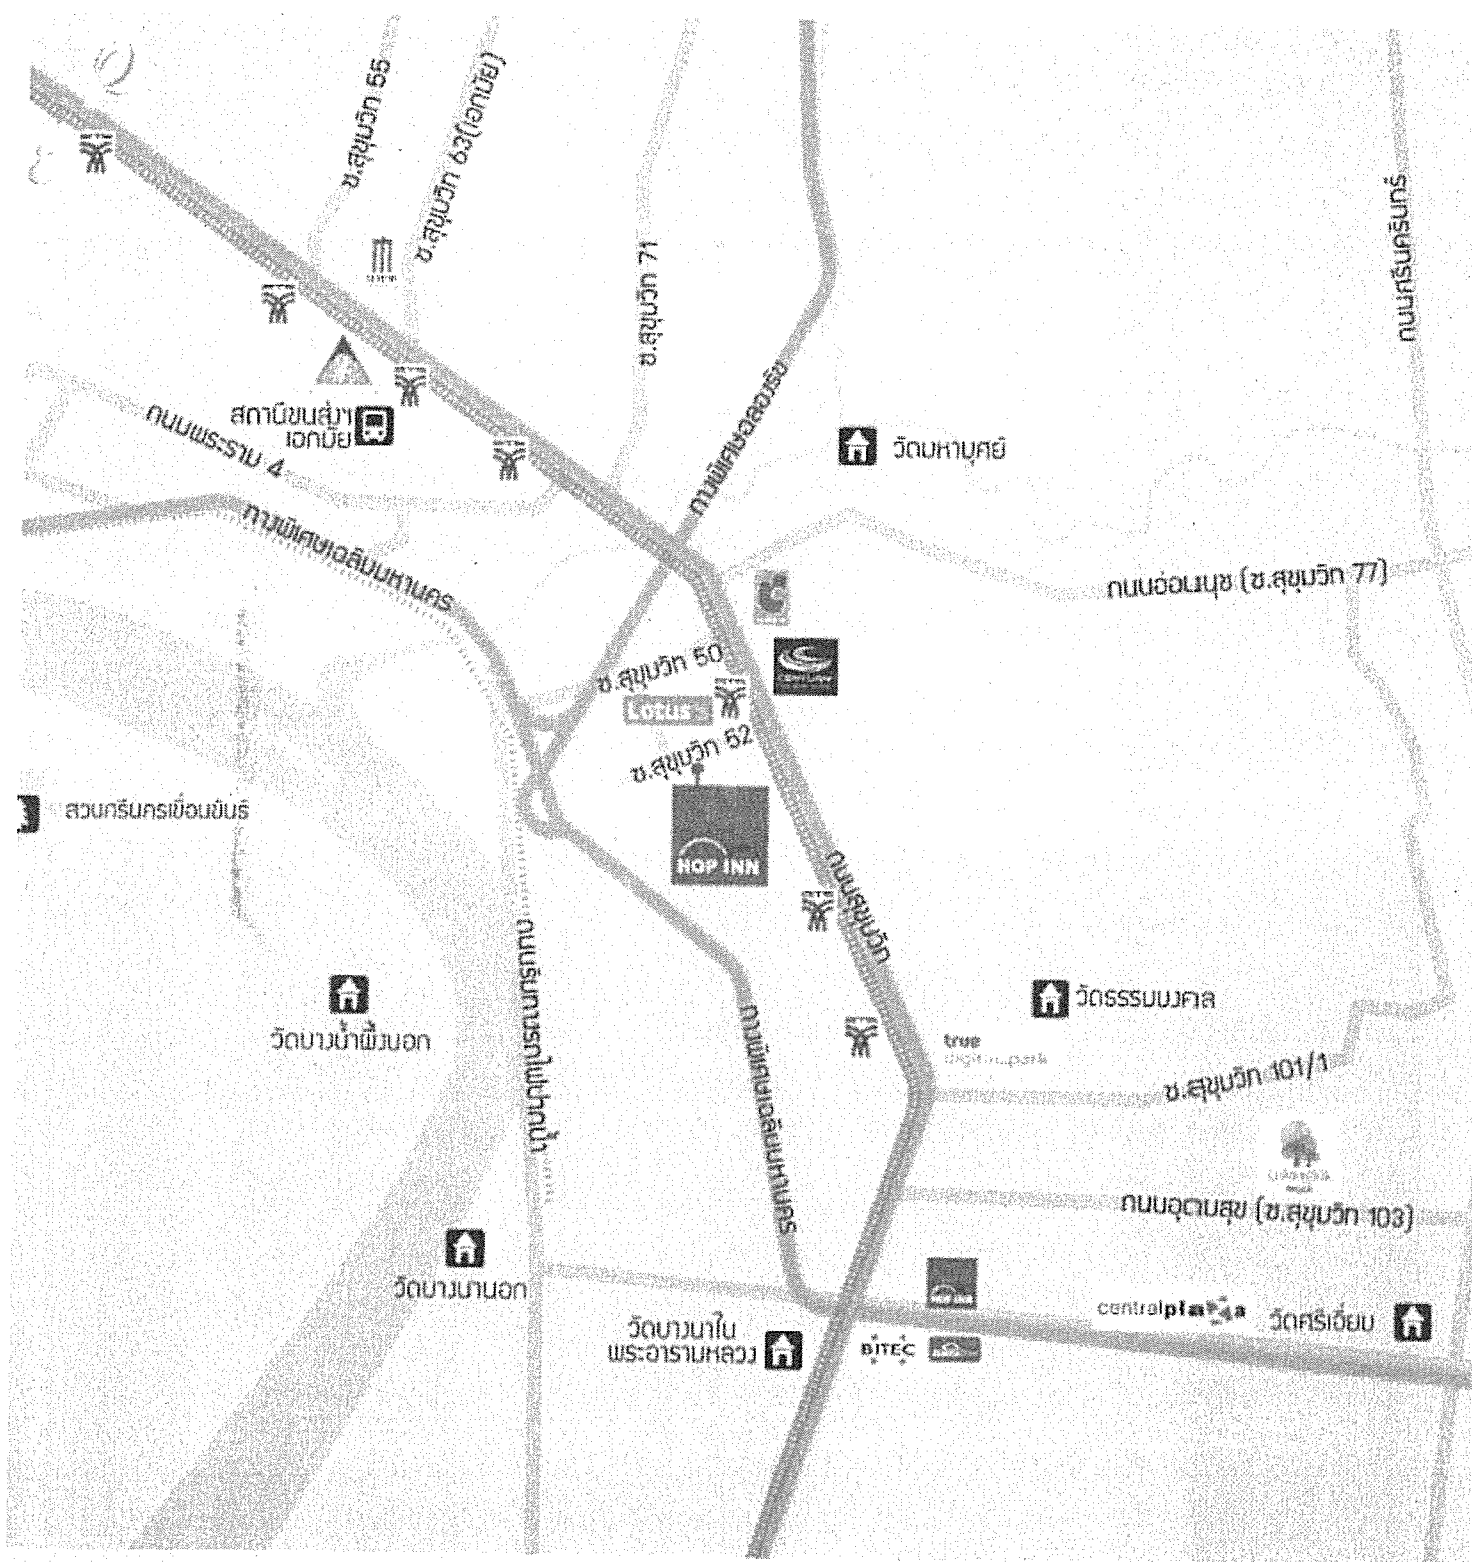 ซ.สุขุมวิท 55
ซ.สุขุมวิท 63(เอกมัย)
ซ.สุขุมวิท 71
ถนนศรีนครินทร์
สถานีขนส่งฯ
เอกมัย
ถนนพระราม 4
ทางพิเศษฉลองรัช
วัดมหาบุศย์
ทางพิเศษเฉลิมมหานคร
ถนนอ่อนนุช (ซ.สุขุมวิท 77)
ซ.สุขุมวิท 50
Lotus's
ซ.สุขุมวิท 52
สวนศรีนครเขื่อนขันธ์
HOP INN
ถนนสุขุมวิท
วัดบางน้ำผึ้งนอก
ถนนริมทางรถไฟปากน้ำ
วัดธรรมมงคล
true
digital park
ซ.สุขุมวิท 101/1
ทางพิเศษเฉลิมมหานคร
ถนนอุดมสุข (ซ.สุขุมวิท 103)
วัดบางนานอก
HOP INN
centralplaza
วัดศรีเอี่ยม
วัดบางนาใน
พระอารามหลวง
BITEC